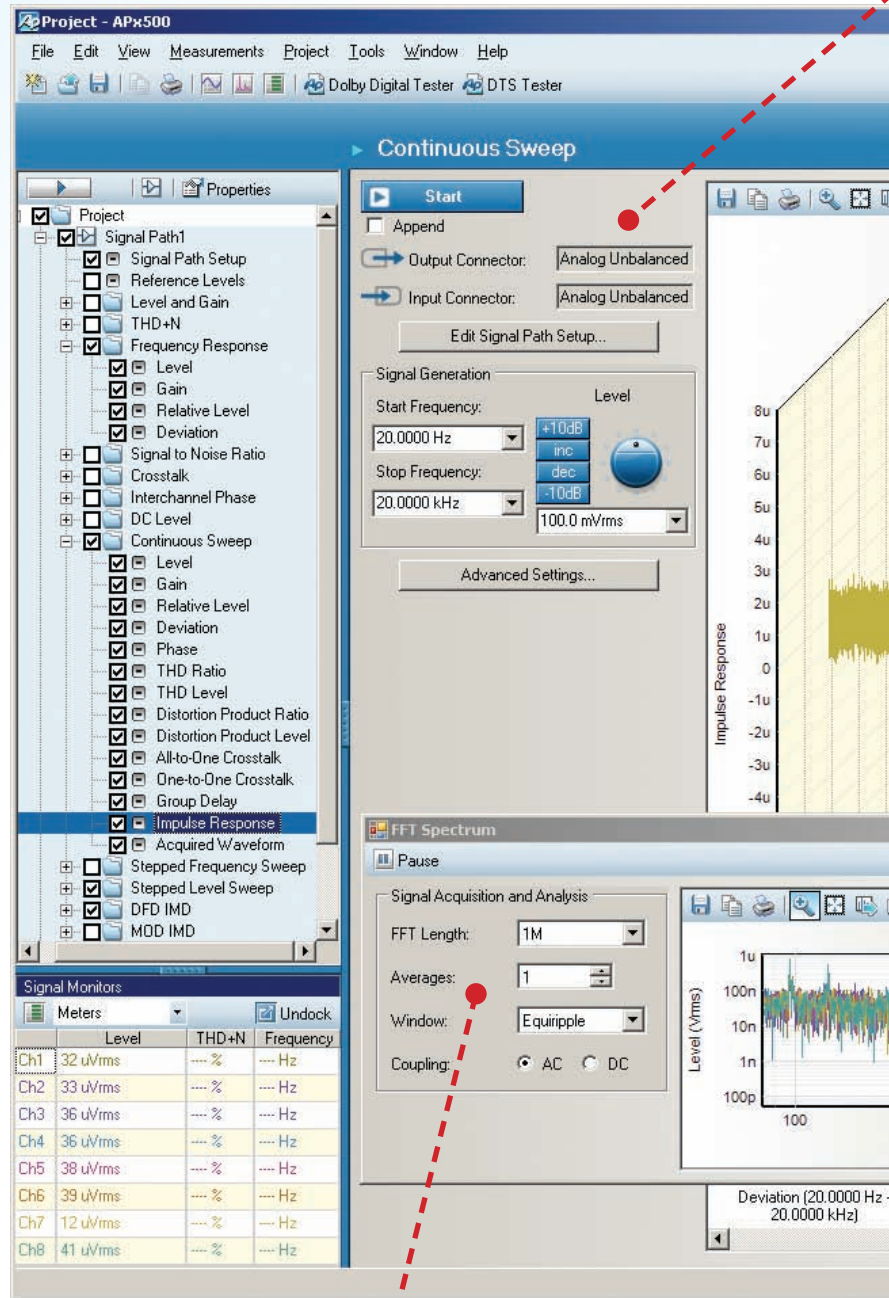 Project - APx500
File Edit View Measurements Project Tools Window Help
Dolby Digital Tester DTS Tester
Continuous Sweep
Properties
Project
Signal Path1
Signal Path Setup
Reference Levels
Level and Gain
THD+N
Frequency Response
Level
Gain
Relative Level
Deviation
Signal to Noise Ratio
Crosstalk
Interchannel Phase
DC Level
Continuous Sweep
Level
Gain
Relative Level
Deviation
Phase
THD Ratio
THD Level
Distortion Product Ratio
Distortion Product Level
All-to-One Crosstalk
One-to-One Crosstalk
Group Delay
Impulse Response
Acquired Waveform
Stepped Frequency Sweep
Stepped Level Sweep
DFD IMD
MOD IMD
Signal Monitors
Meters Undock
Level THD+N Frequency
Ch1 32 uVrms ---- % ---- Hz
Ch2 33 uVrms ---- % ---- Hz
Ch3 36 uVrms ---- % ---- Hz
Ch4 36 uVrms ---- % ---- Hz
Ch5 38 uVrms ---- % ---- Hz
Ch6 39 uVrms ---- % ---- Hz
Ch7 12 uVrms ---- % ---- Hz
Ch8 41 uVrms ---- % ---- Hz
Start
Append
Output Connector: Analog Unbalanced
Input Connector: Analog Unbalanced
Edit Signal Path Setup...
Signal Generation
Start Frequency:
20.0000 Hz
Stop Frequency:
20.0000 kHz
Level
+10dB
inc
dec
-10dB
100.0 mVrms
Advanced Settings...
Impulse Response
8u
7u
6u
5u
4u
3u
2u
1u
0
-1u
-2u
-3u
-4u
FFT Spectrum
Pause
Signal Acquisition and Analysis
FFT Length: 1M
Averages: 1
Window: Equiripple
Coupling: AC DC
Level (Vrms)
1u
100n
10n
1n
100p
100
Deviation (20.0000 Hz -
20.0000 kHz)